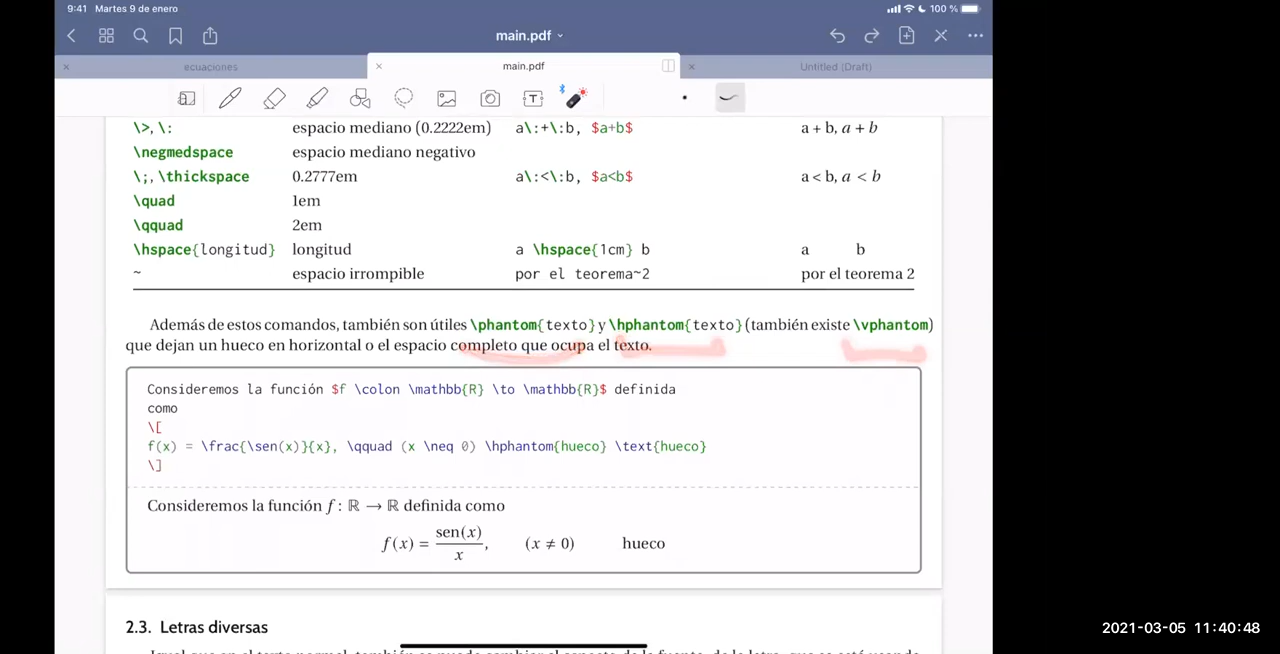 9:41 Martes 9 de enero 100 %
main.pdf
ecuaciones main.pdf Untitled (Draft)
\>, \: espacio mediano (0.2222em) a\:+\:b, $a+b$ a + b, a + b
\negmedspace espacio mediano negativo
\;, \thickspace 0.2777em a\:<\:b, $a<b$ a < b, a < b
\quad 1em
\qquad 2em
\hspace{longitud} longitud a \hspace{1cm} b a b
~ espacio irrompible por el teorema~2 por el teorema 2
Además de estos comandos, también son útiles \phantom{texto} y \hphantom{texto} (también existe \vphantom)
que dejan un hueco en horizontal o el espacio completo que ocupa el texto.
Consideremos la función $f \colon \mathbb{R} \to \mathbb{R}$ definida
como
\[
f(x) = \frac{\sen(x)}{x}, \qquad (x \neq 0) \hphantom{hueco} \text{hueco}
\]
Consideremos la función f : ℝ → ℝ definida como
f(x) = sen(x)/x, (x ≠ 0) hueco
2.3. Letras diversas
2021-03-05 11:40:48